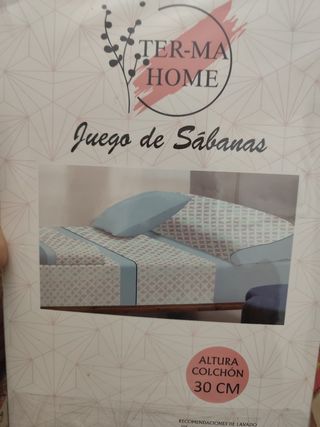 TER-MA
HOME
Juego de Sábanas
ALTURA
COLCHÓN
30 CM
RECOMENDACIONES DE LAVADO